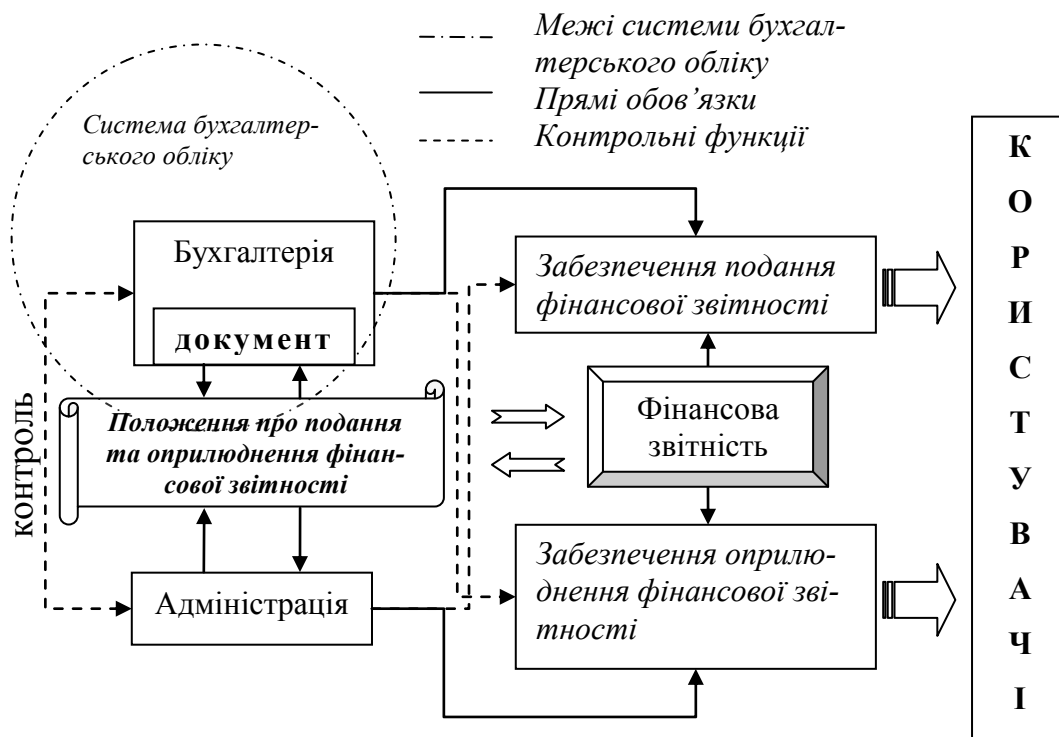 Межі системи бухгал-
терського обліку
Прямі обов’язки
Контрольні функції
Система бухгалтер-
ського обліку
Бухгалтерія
документ
Положення про подання
та оприлюднення фінан-
сової звітності
контроль
Адміністрація
Забезпечення подання
фінансової звітності
Фінансова
звітність
Забезпечення оприлю-
днення фінансової зві-
тності
К
О
Р
И
С
Т
У
В
А
Ч
І